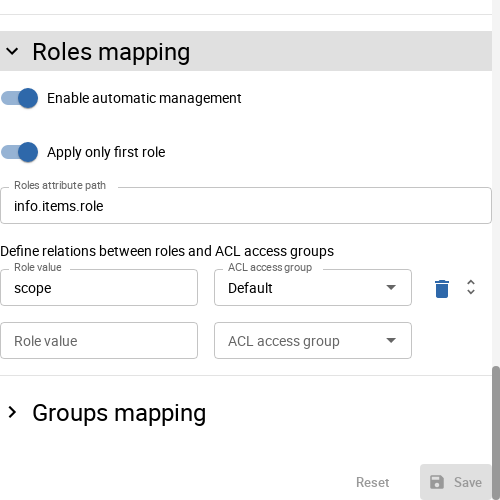 Roles mapping
Enable automatic management
Apply only first role
Roles attribute path
info.items.role
Define relations between roles and ACL access groups
Role value ACL access group
scope Default
Role value ACL access group
Groups mapping
Reset Save